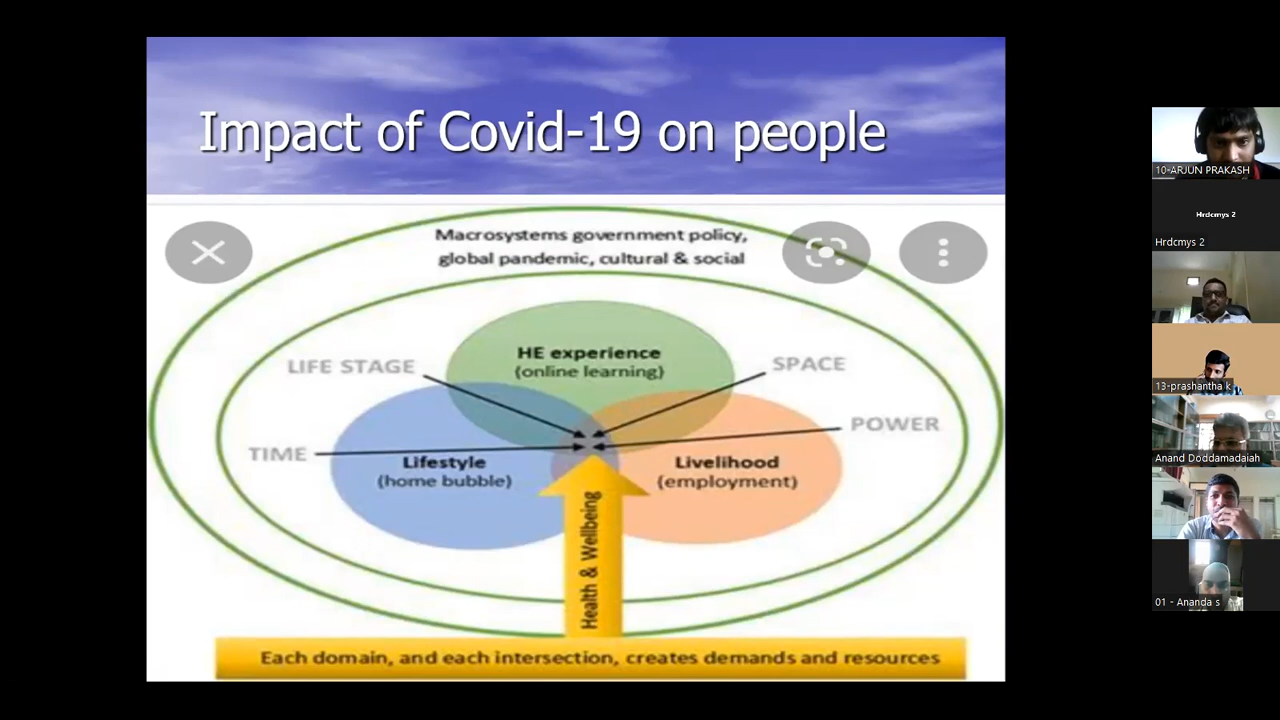 Impact of Covid-19 on people
Macrosystems government policy,
global pandemic, cultural & social
HE experience
(online learning)
LIFE STAGE
SPACE
POWER
TIME
Lifestyle
(home bubble)
Livelihood
(employment)
Health & Wellbeing
Each domain, and each intersection, creates demands and resources
10-ARJUN PRAKASH
Hrdcmys 2
Hrdcmys 2
13-prashantha k
Anand Doddamadaiah
01 - Ananda s